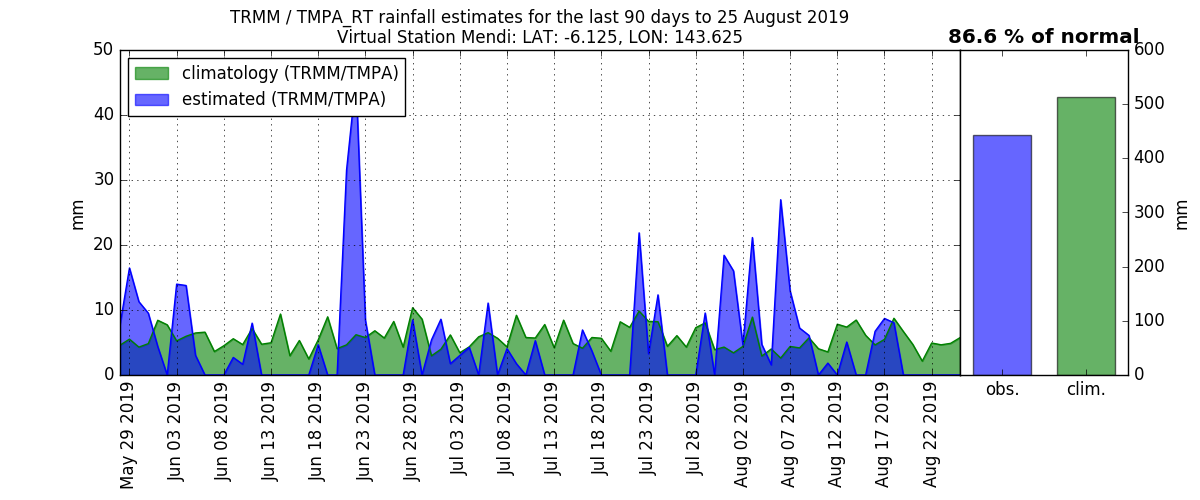 TRMM / TMPA_RT rainfall estimates for the last 90 days to 25 August 2019
Virtual Station Mendi: LAT: -6.125, LON: 143.625
86.6 % of normal
climatology (TRMM/TMPA)
estimated (TRMM/TMPA)
50
40
30
20
10
0
mm
600
500
400
300
200
100
0
mm
May 29 2019
Jun 03 2019
Jun 08 2019
Jun 13 2019
Jun 18 2019
Jun 23 2019
Jun 28 2019
Jul 03 2019
Jul 08 2019
Jul 13 2019
Jul 18 2019
Jul 23 2019
Jul 28 2019
Aug 02 2019
Aug 07 2019
Aug 12 2019
Aug 17 2019
Aug 22 2019
obs.
clim.